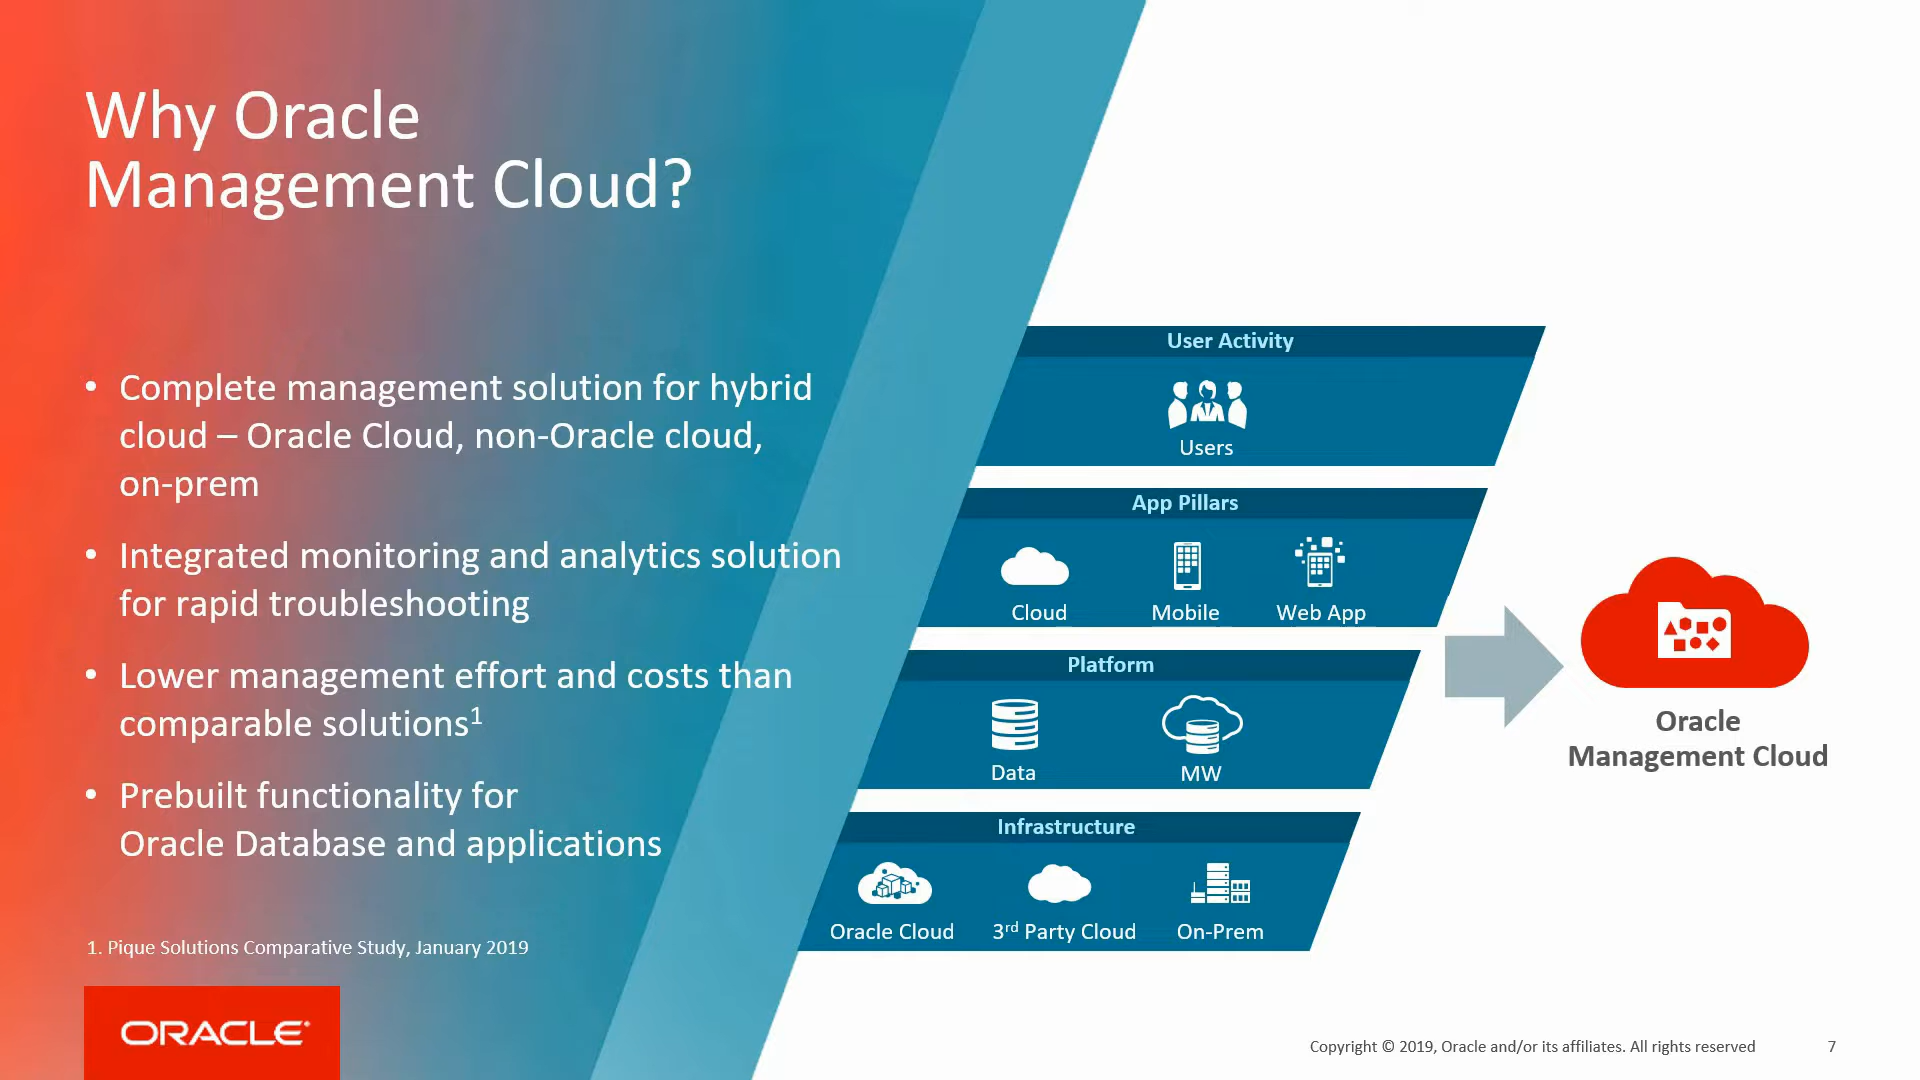 Why Oracle
Management Cloud?
• Complete management solution for hybrid
cloud – Oracle Cloud, non-Oracle cloud,
on-prem
• Integrated monitoring and analytics solution
for rapid troubleshooting
• Lower management effort and costs than
comparable solutions¹
• Prebuilt functionality for
Oracle Database and applications
1. Pique Solutions Comparative Study, January 2019
ORACLE®
User Activity
Users
App Pillars
Cloud Mobile Web App
Platform
Data MW
Infrastructure
Oracle Cloud 3rd Party Cloud On-Prem
Oracle
Management Cloud
Copyright © 2019, Oracle and/or its affiliates. All rights reserved 7